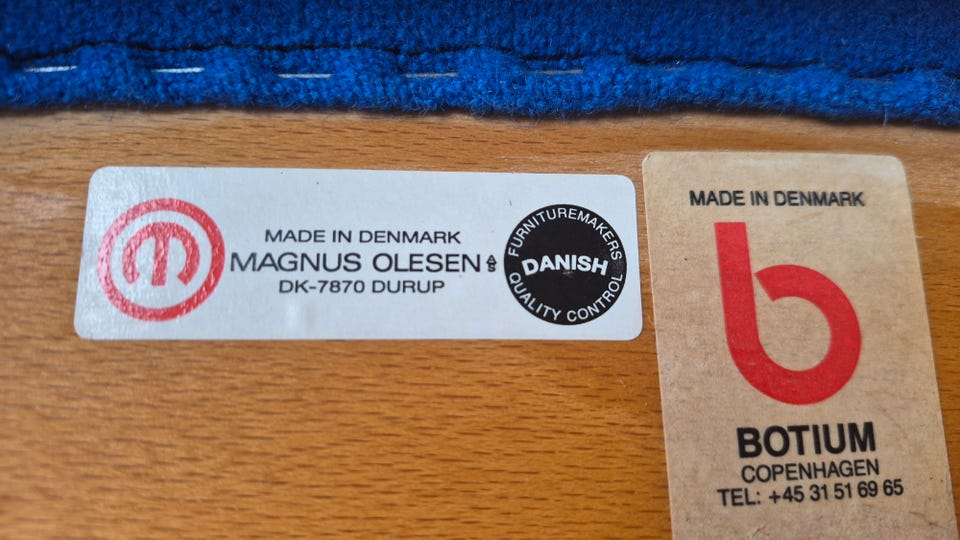 MADE IN DENMARK
MAGNUS OLESEN A/S
DK-7870 DURUP
FURNITUREMAKERS
DANISH
QUALITY CONTROL
MADE IN DENMARK
b
BOTIUM
COPENHAGEN
TEL: +45 31 51 69 65